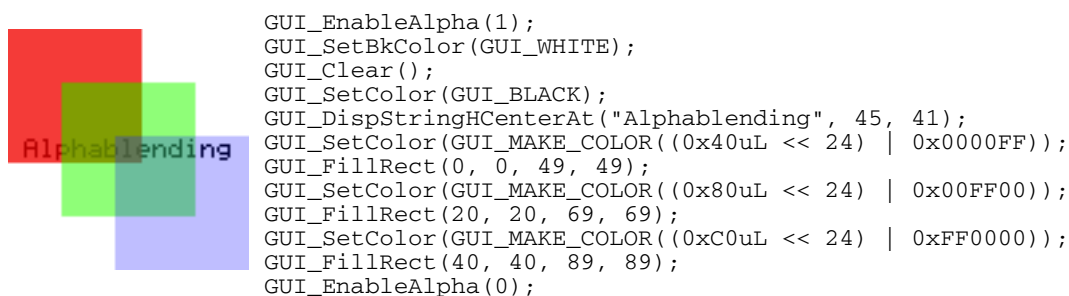 GUI_EnableAlpha(1);
GUI_SetBkColor(GUI_WHITE);
GUI_Clear();
GUI_SetColor(GUI_BLACK);
GUI_DispStringHCenterAt("Alphablending", 45, 41);
GUI_SetColor(GUI_MAKE_COLOR((0x40uL << 24) | 0x0000FF));
GUI_FillRect(0, 0, 49, 49);
GUI_SetColor(GUI_MAKE_COLOR((0x80uL << 24) | 0x00FF00));
GUI_FillRect(20, 20, 69, 69);
GUI_SetColor(GUI_MAKE_COLOR((0xC0uL << 24) | 0xFF0000));
GUI_FillRect(40, 40, 89, 89);
GUI_EnableAlpha(0);
Alphablending